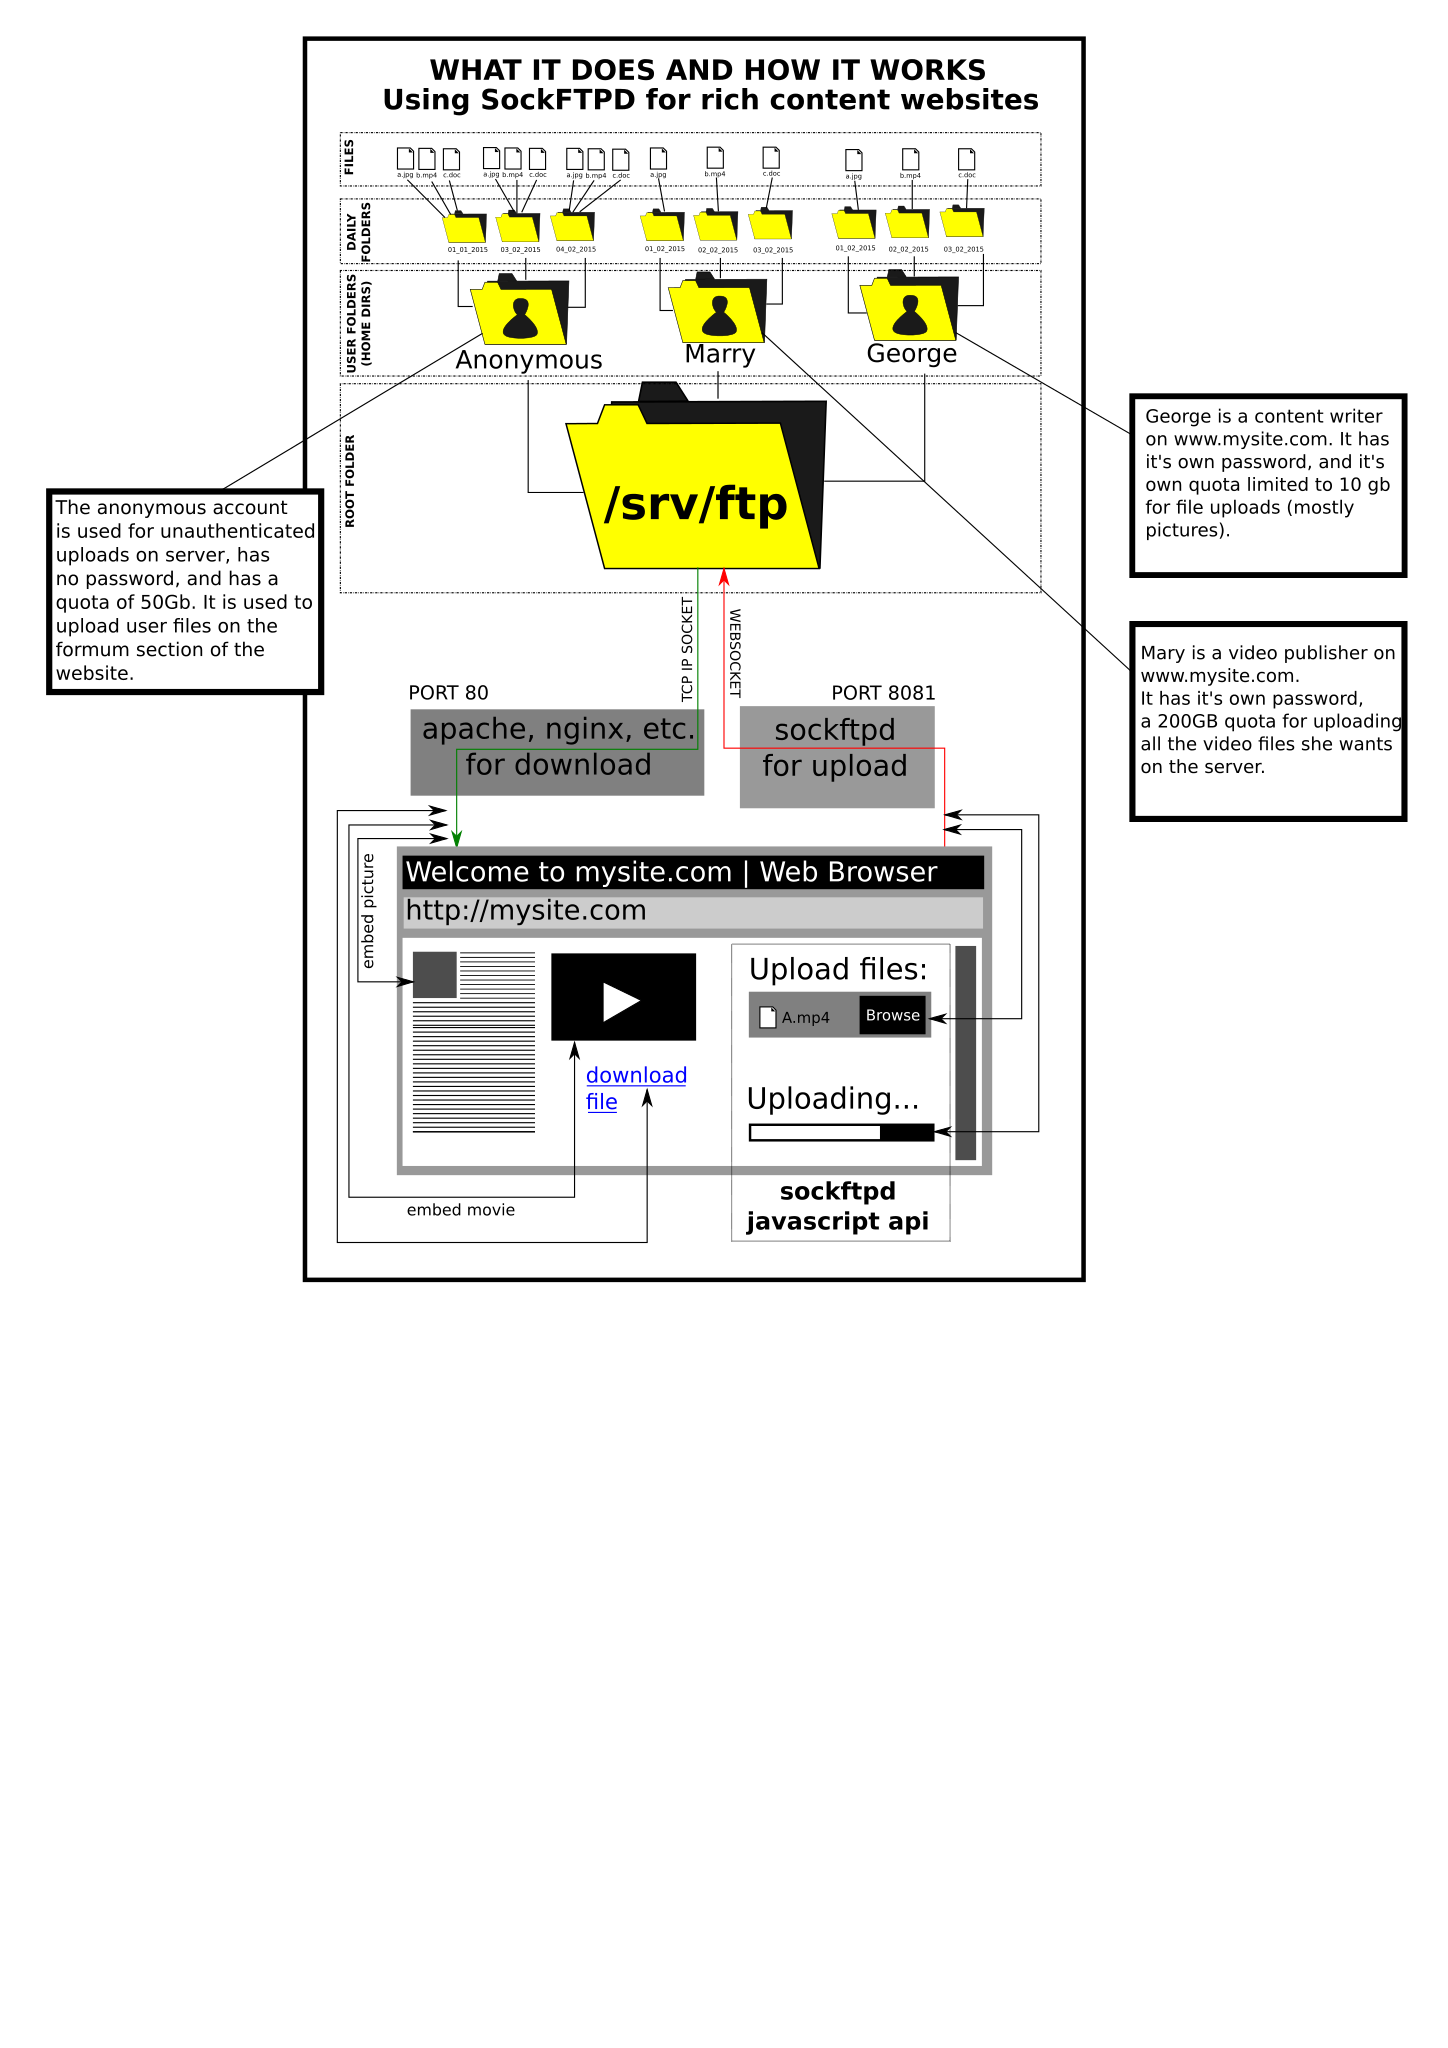 WHAT IT DOES AND HOW IT WORKS
Using SockFTPD for rich content websites
FILES
a.jpg b.mp4 c.doc
a.jpg b.mp4 c.doc
a.jpg b.mp4 c.doc
a.jpg
b.mp4
c.doc
a.jpg
b.mp4
c.doc
DAILY
FOLDERS
01_01_2015
03_02_2015
04_02_2015
01_02_2015
02_02_2015
03_02_2015
01_02_2015
02_02_2015
03_02_2015
USER FOLDERS
(HOME DIRS)
Anonymous
Marry
George
ROOT FOLDER
/srv/ftp
The anonymous account
is used for unauthenticated
uploads on server, has
no password, and has a
quota of 50Gb. It is used to
upload user files on the
formum section of the
website.
George is a content writer
on www.mysite.com. It has
it's own password, and it's
own quota limited to 10 gb
for file uploads (mostly
pictures).
Mary is a video publisher on
www.mysite.com.
It has it's own password,
a 200GB quota for uploading
all the video files she wants
on the server.
TCP IP SOCKET
WEBSOCKET
PORT 80
apache, nginx, etc.
for download
PORT 8081
sockftpd
for upload
embed picture
Welcome to mysite.com | Web Browser
http://mysite.com
download
file
Upload files:
A.mp4
Browse
Uploading...
embed movie
sockftpd
javascript api